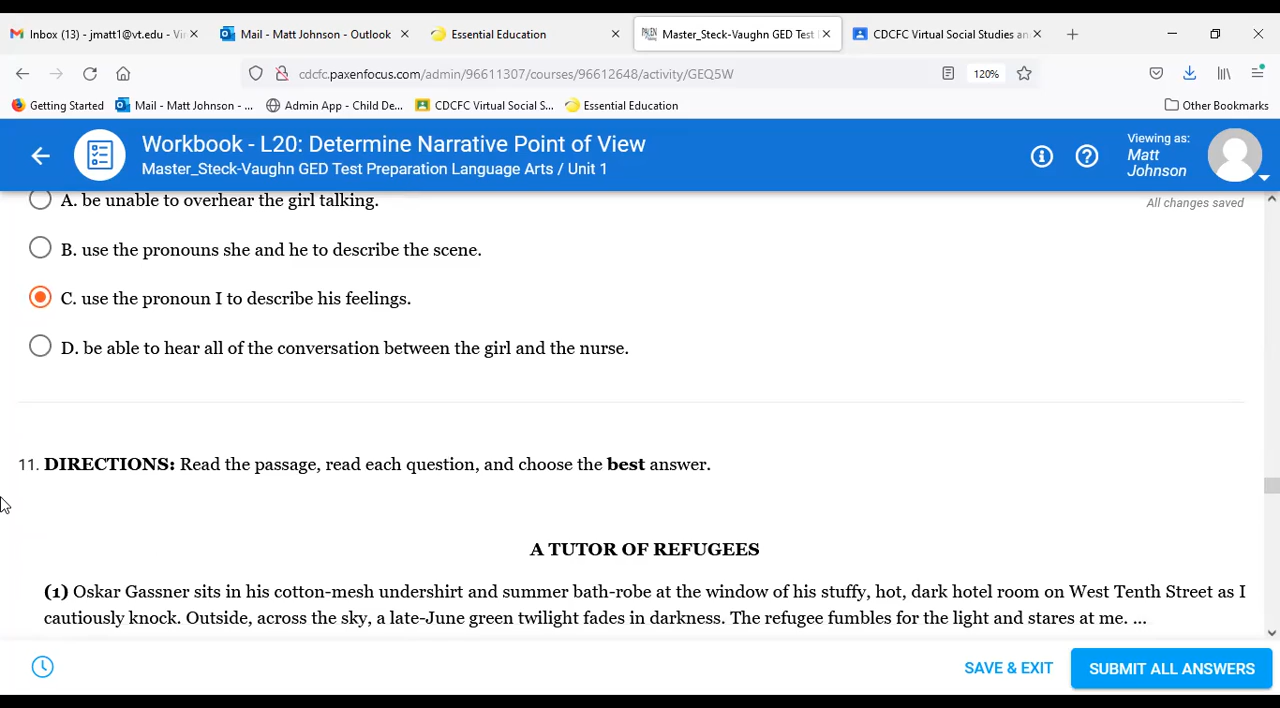 Inbox (13) - jmatt1@vt.edu - Vir
Mail - Matt Johnson - Outlook
Essential Education
Master_Steck-Vaughn GED Test
CDCFC Virtual Social Studies an
cdcfc.paxenfocus.com/admin/96611307/courses/96612648/activity/GEQ5W
120%
Getting Started
Mail - Matt Johnson - ...
Admin App - Child De...
CDCFC Virtual Social S...
Essential Education
Other Bookmarks
Workbook - L20: Determine Narrative Point of View
Master_Steck-Vaughn GED Test Preparation Language Arts / Unit 1
Viewing as:
Matt
Johnson
All changes saved
A. be unable to overhear the girl talking.
B. use the pronouns she and he to describe the scene.
C. use the pronoun I to describe his feelings.
D. be able to hear all of the conversation between the girl and the nurse.
11. DIRECTIONS: Read the passage, read each question, and choose the best answer.
A TUTOR OF REFUGEES
(1) Oskar Gassner sits in his cotton-mesh undershirt and summer bath-robe at the window of his stuffy, hot, dark hotel room on West Tenth Street as I
cautiously knock. Outside, across the sky, a late-June green twilight fades in darkness. The refugee fumbles for the light and stares at me. ...
SAVE & EXIT
SUBMIT ALL ANSWERS